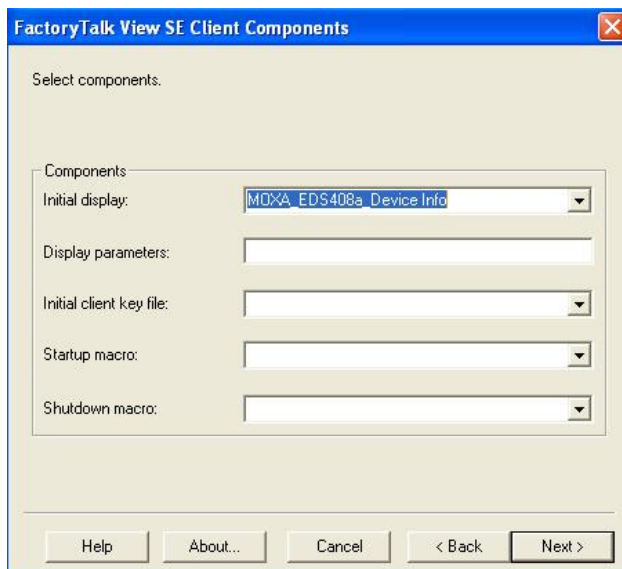 FactoryTalk View SE Client Components
Select components.
Components
Initial display: MOXA_EDS408a_Device Info
Display parameters:
Initial client key file:
Startup macro:
Shutdown macro:
Help About... Cancel < Back Next >